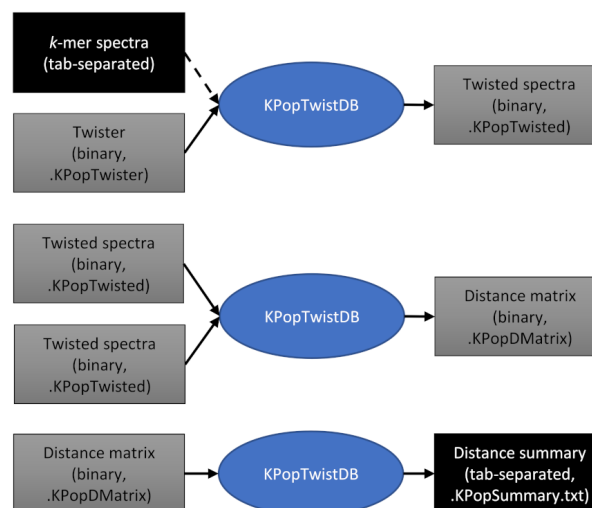 k-mer spectra
(tab-separated)
KPopTwistDB
Twisted spectra
(binary,
.KPopTwisted)
Twister
(binary,
.KPopTwister)
Twisted spectra
(binary,
.KPopTwisted)
KPopTwistDB
Distance matrix
(binary,
.KPopDMatrix)
Twisted spectra
(binary,
.KPopTwisted)
Distance matrix
(binary,
.KPopDMatrix)
KPopTwistDB
Distance summary
(tab-separated,
.KPopSummary.txt)